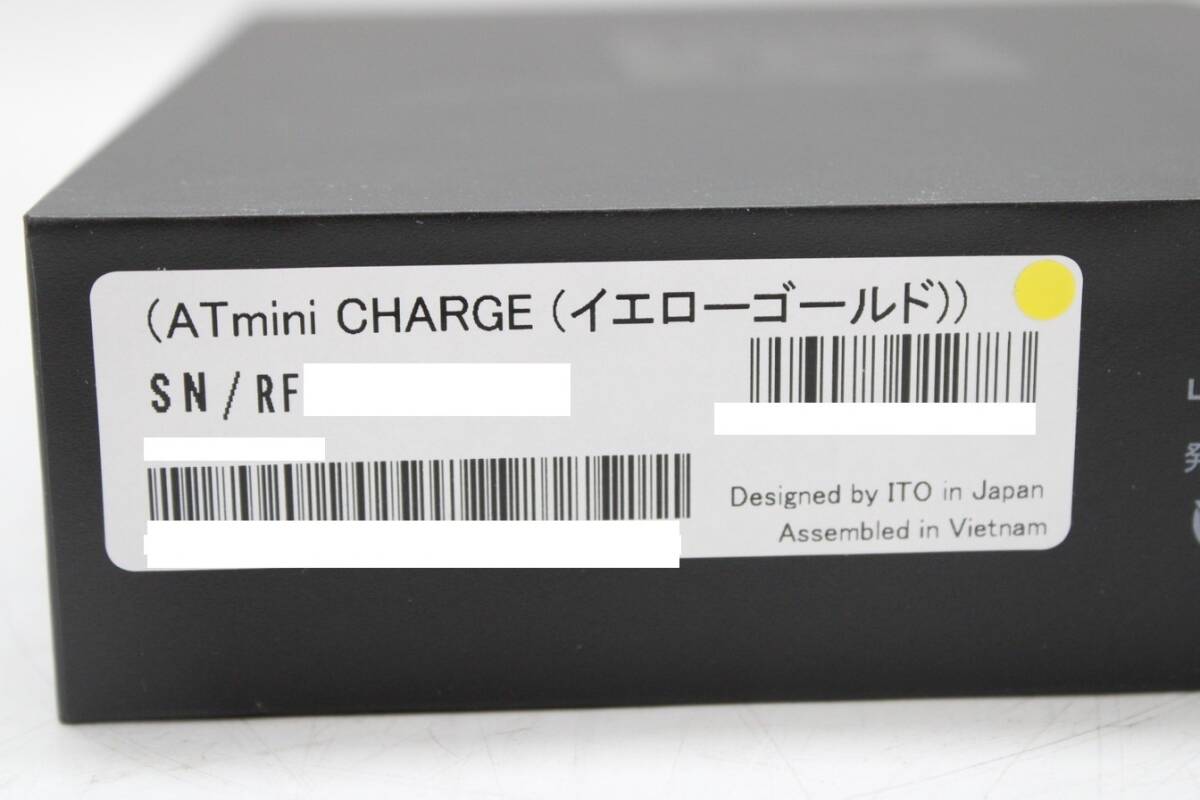 (ATmini CHARGE (イエローゴールド))
SN/RF
Designed by ITO in Japan
Assembled in Vietnam